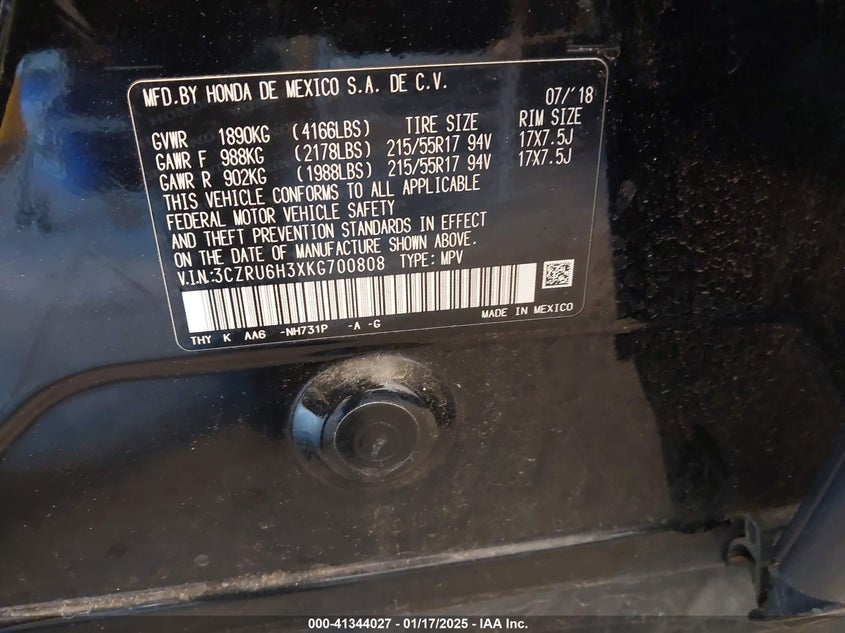 MFD.BY HONDA DE MEXICO S.A. DE C.V. 07/'18
GVWR 1890KG (4166LBS) TIRE SIZE RIM SIZE
GAWR F 988KG (2178LBS) 215/55R17 94V 17X7.5J
GAWR R 902KG (1988LBS) 215/55R17 94V 17X7.5J
THIS VEHICLE CONFORMS TO ALL APPLICABLE
FEDERAL MOTOR VEHICLE SAFETY
AND THEFT PREVENTION STANDARDS IN EFFECT
ON THE DATE OF MANUFACTURE SHOWN ABOVE.
V.I.N.:3CZRU6H3XKG700808 TYPE: MPV
THY K AA6 -NH731P -A -G MADE IN MEXICO
000-41344027 - 01/17/2025 - IAA Inc.